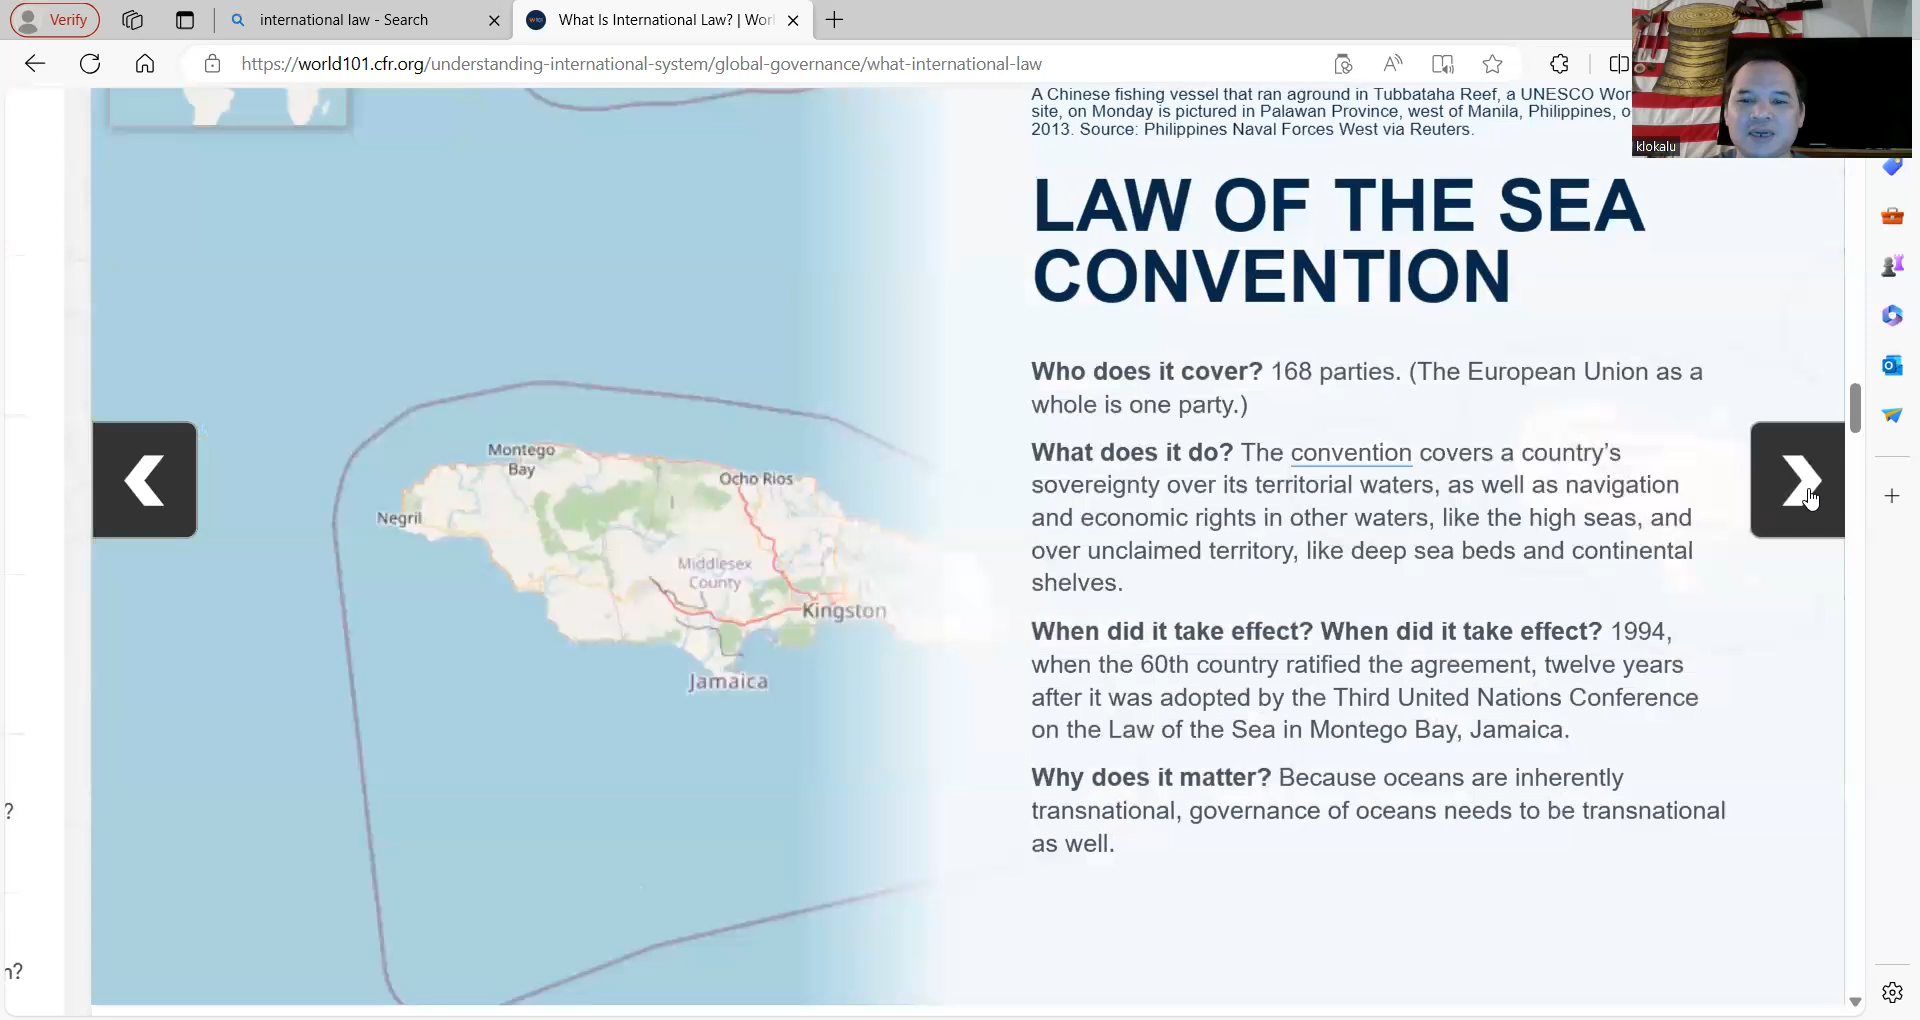 Verify
international law - Search
What Is International Law? | Worl
https://world101.cfr.org/understanding-international-system/global-governance/what-international-law
klokalu
A Chinese fishing vessel that ran aground in Tubbataha Reef, a UNESCO Wor
site, on Monday is pictured in Palawan Province, west of Manila, Philippines, o
2013. Source: Philippines Naval Forces West via Reuters.
LAW OF THE SEA
CONVENTION
Who does it cover? 168 parties. (The European Union as a
whole is one party.)
What does it do? The convention covers a country’s
sovereignty over its territorial waters, as well as navigation
and economic rights in other waters, like the high seas, and
over unclaimed territory, like deep sea beds and continental
shelves.
When did it take effect? When did it take effect? 1994,
when the 60th country ratified the agreement, twelve years
after it was adopted by the Third United Nations Conference
on the Law of the Sea in Montego Bay, Jamaica.
Why does it matter? Because oceans are inherently
transnational, governance of oceans needs to be transnational
as well.
Montego
Bay
Ocho Rios
Negril
Middlesex
County
Kingston
Jamaica
?
n?